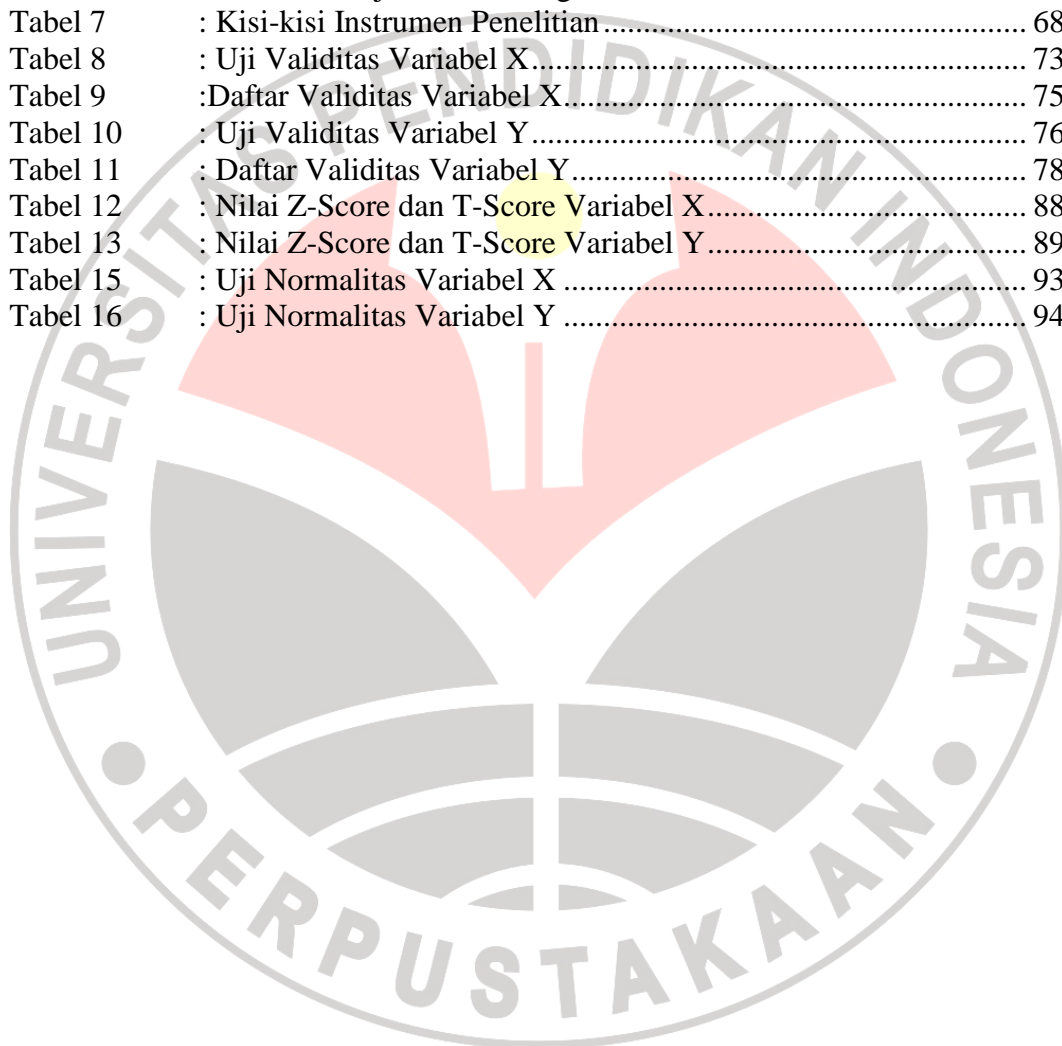 Tabel 7 : Kisi-kisi Instrumen Penelitian ........................................................ 68
Tabel 8 : Uji Validitas Variabel X ................................................................ 73
Tabel 9 :Daftar Validitas Variabel X ............................................................ 75
Tabel 10 : Uji Validitas Variabel Y ................................................................ 76
Tabel 11 : Daftar Validitas Variabel Y ........................................................... 78
Tabel 12 : Nilai Z-Score dan T-Score Variabel X .......................................... 88
Tabel 13 : Nilai Z-Score dan T-Score Variabel Y .......................................... 89
Tabel 15 : Uji Normalitas Variabel X ............................................................ 93
Tabel 16 : Uji Normalitas Variabel Y ............................................................ 94
UNIVERSITAS PENDIDIKAN INDONESIA
PERPUSTAKAAN